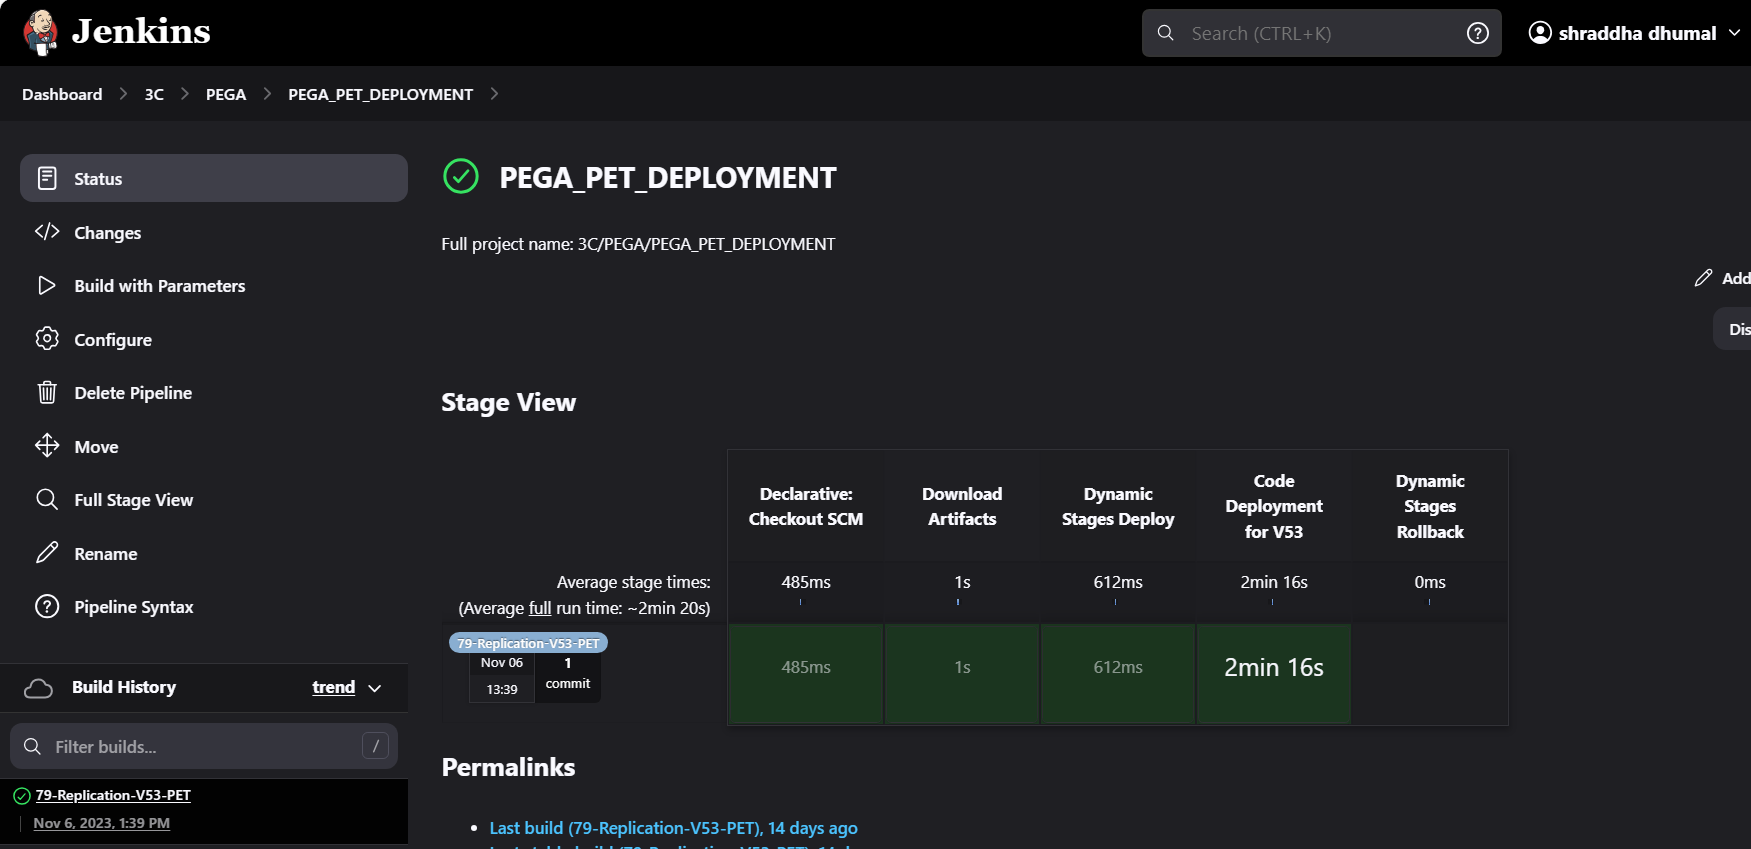 Jenkins
Search (CTRL+K)
shraddha dhumal
Dashboard
3C
PEGA
PEGA_PET_DEPLOYMENT
Status
Changes
Build with Parameters
Configure
Delete Pipeline
Move
Full Stage View
Rename
Pipeline Syntax
Build History
trend
Filter builds...
/
79-Replication-V53-PET
Nov 6, 2023, 1:39 PM
PEGA_PET_DEPLOYMENT
Full project name: 3C/PEGA/PEGA_PET_DEPLOYMENT
Add
Dis
Stage View
Declarative:
Checkout SCM
Download
Artifacts
Dynamic
Stages Deploy
Code
Deployment
for V53
Dynamic
Stages
Rollback
Average stage times:
(Average full run time: ~2min 20s)
485ms
1s
612ms
2min 16s
0ms
79-Replication-V53-PET
Nov 06
13:39
1
commit
485ms
1s
612ms
2min 16s
Permalinks
Last build (79-Replication-V53-PET), 14 days ago